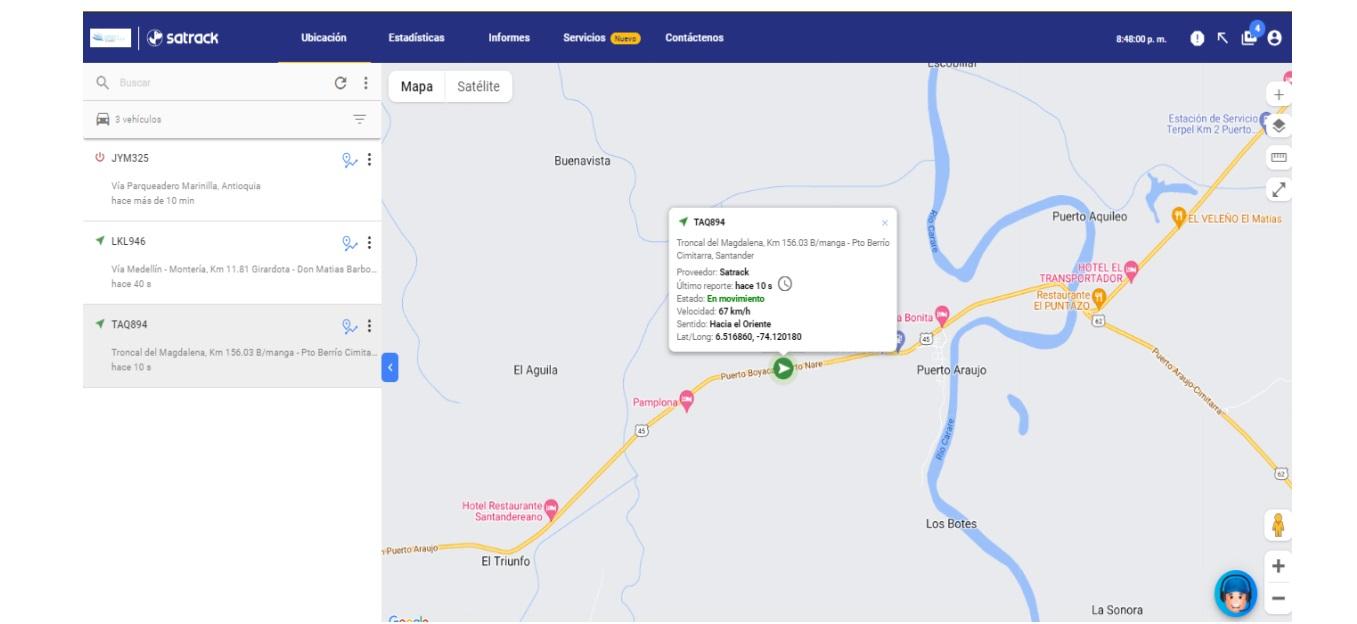 satrack
Ubicación
Estadísticas
Informes
Servicios Nuevo
Contáctenos
8:48:00 p. m.
4
Buscar
3 vehículos
JYM325
Vía Parqueadero Marinilla, Antioquia
hace más de 10 min
LKL946
Vía Medellín - Montería, Km 11.81 Girardota - Don Matias Barbo...
hace 40 s
TAQ894
Troncal del Magdalena, Km 156.03 B/manga - Pto Berrío Cimita...
hace 10 s
Mapa
Satélite
Escobillar
Estación de Servicio
Terpel Km 2 Puerto...
Buenavista
Puerto Aquileo
EL VELEÑO El Matias
Río Carare
TAQ894
Troncal del Magdalena, Km 156.03 B/manga - Pto Berrío
Cimitarra, Santander
Proveedor: Satrack
Último reporte: hace 10 s
Estado: En movimiento
Velocidad: 67 km/h
Sentido: Hacia el Oriente
Lat/Long: 6.516860, -74.120180
HOTEL EL
TRANSPORTADOR
Restaurante
EL PUNTAZO
62
a Bonita
45
El Aguila
Puerto Boyacá
to Nare
Puerto Araujo
Puerto Araujo-Cimitarra
Pamplona
45
Río Carare
62
Hotel Restaurante
Santandereano
Los Botes
Puerto Araujo
El Triunfo
La Sonora
Google